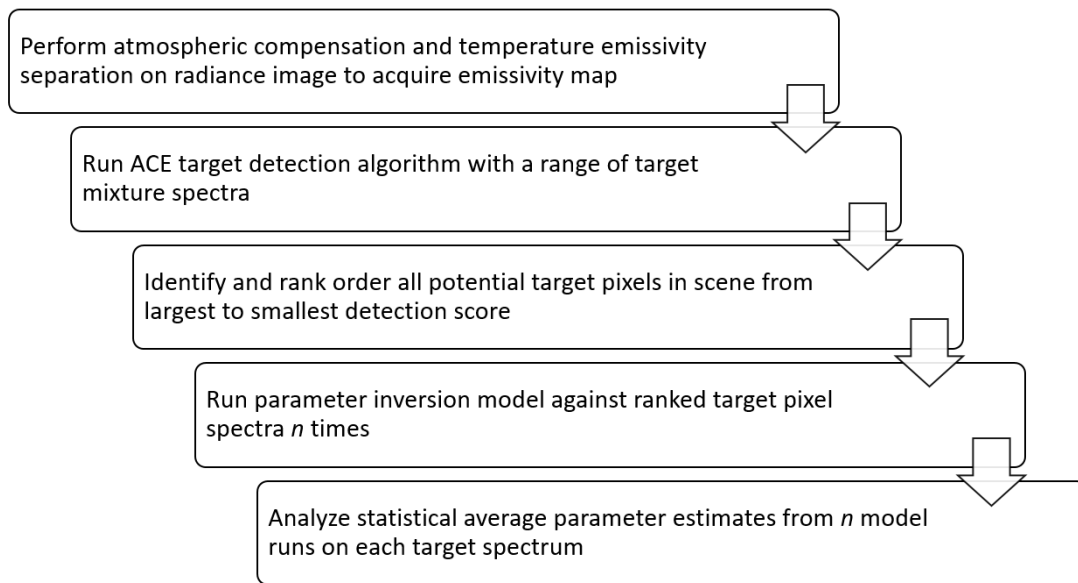 Perform atmospheric compensation and temperature emissivity
separation on radiance image to acquire emissivity map
Run ACE target detection algorithm with a range of target
mixture spectra
Identify and rank order all potential target pixels in scene from
largest to smallest detection score
Run parameter inversion model against ranked target pixel
spectra n times
Analyze statistical average parameter estimates from n model
runs on each target spectrum